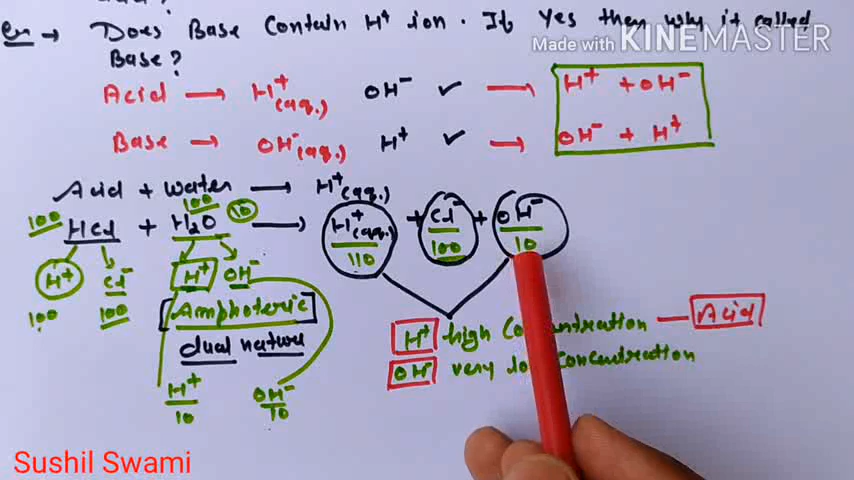 Qn → Does Base Contain H⁺ ion. If Yes then why it called
Made with KINEMASTER
Base?
Acid → H⁺(aq.) OH⁻ ✓ → H⁺ + OH⁻
Base → OH⁻(aq.) H⁺ ✓ → OH⁻ + H⁺
Acid + Water → H⁺(aq.)
100 100 10
HCl + H₂O → H⁺(aq.) + Cl⁻ + OH⁻
110 100 10
H⁺ Cl⁻ H⁺ OH⁻
100 100
[Amphoteric]
dual nature
H⁺ OH⁻
10 10
H⁺ high Concentration — Acid
OH⁻ very low Concentration
Sushil Swami